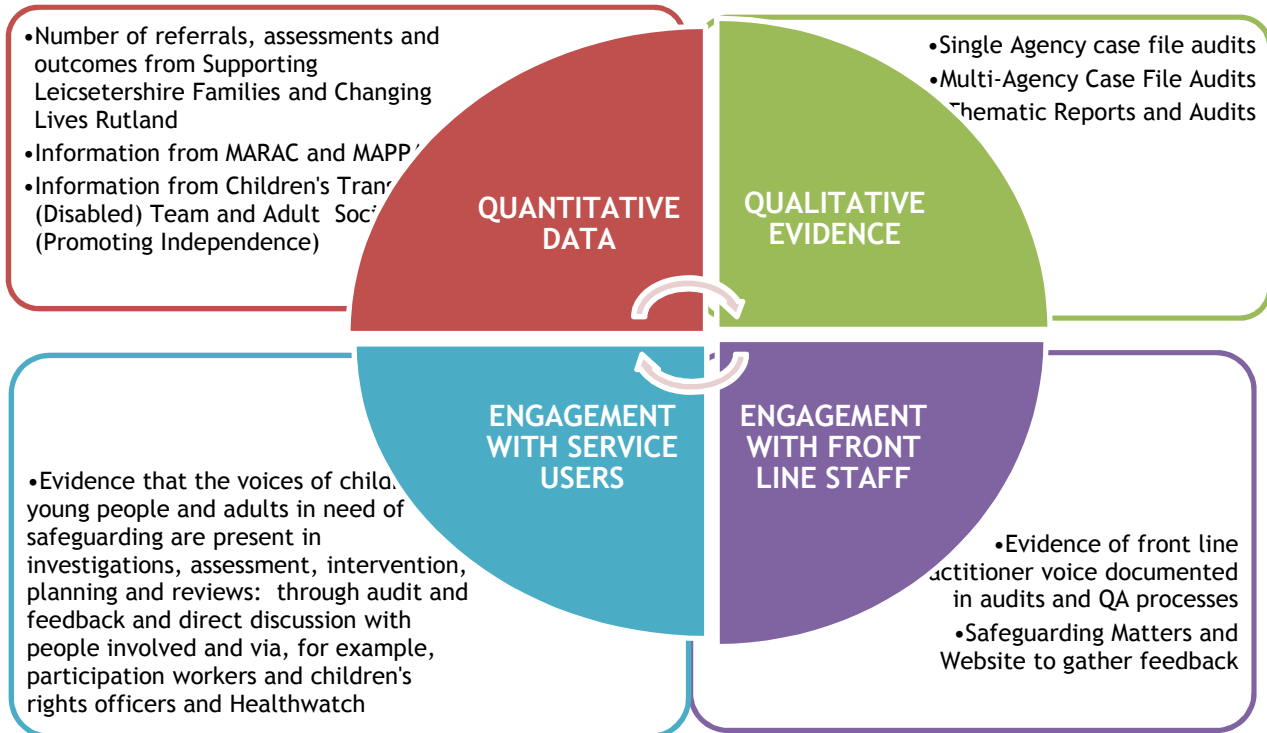 •Number of referrals, assessments and
outcomes from Supporting
Leicsetershire Families and Changing
Lives Rutland
•Information from MARAC and MAPPA
•Information from Children's
(Disabled) Team and Adult
(Promoting Independence)
QUANTITATIVE
DATA
•Single Agency case file audits
•Multi-Agency Case File Audits
Thematic Reports and Audits
QUALITATIVE
EVIDENCE
ENGAGEMENT
WITH SERVICE
USERS
•Evidence that the voices of
young people and adults in need of
safeguarding are present in
investigations, assessment, intervention,
planning and reviews: through audit and
feedback and direct discussion with
people involved and via, for example,
participation workers and children's
rights officers and Healthwatch
ENGAGEMENT
WITH FRONT
LINE STAFF
•Evidence of front line
voice documented
in audits and QA processes
•Safeguarding Matters and
Website to gather feedback